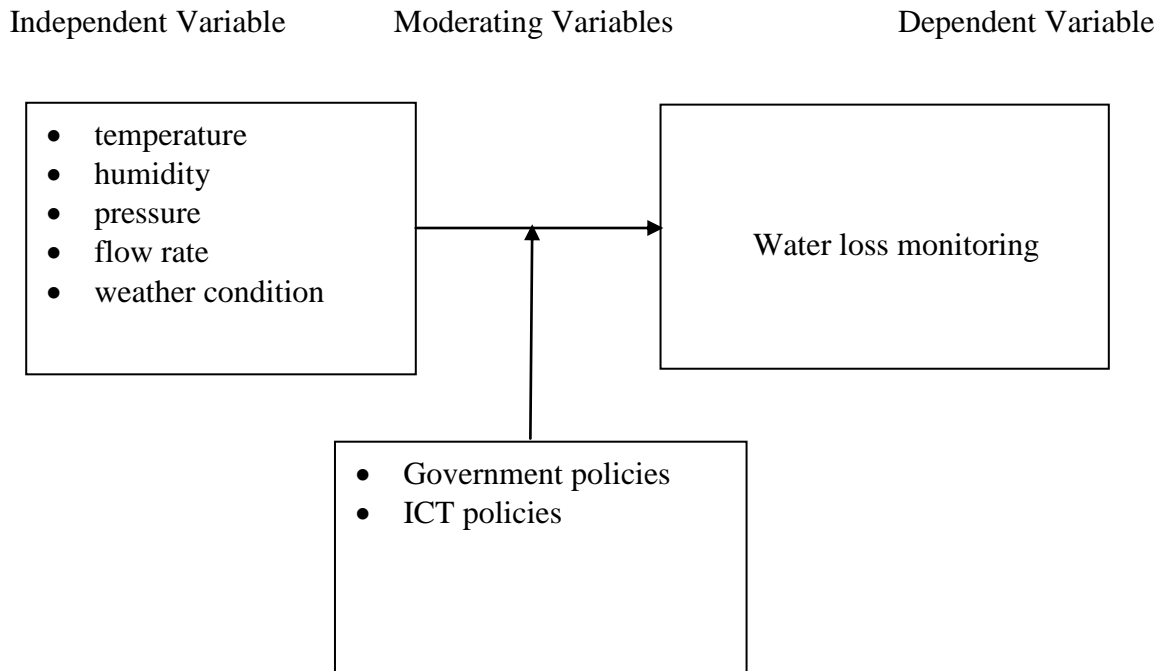 Independent Variable Moderating Variables Dependent Variable
• temperature
• humidity
• pressure
• flow rate
• weather condition
Water loss monitoring
• Government policies
• ICT policies